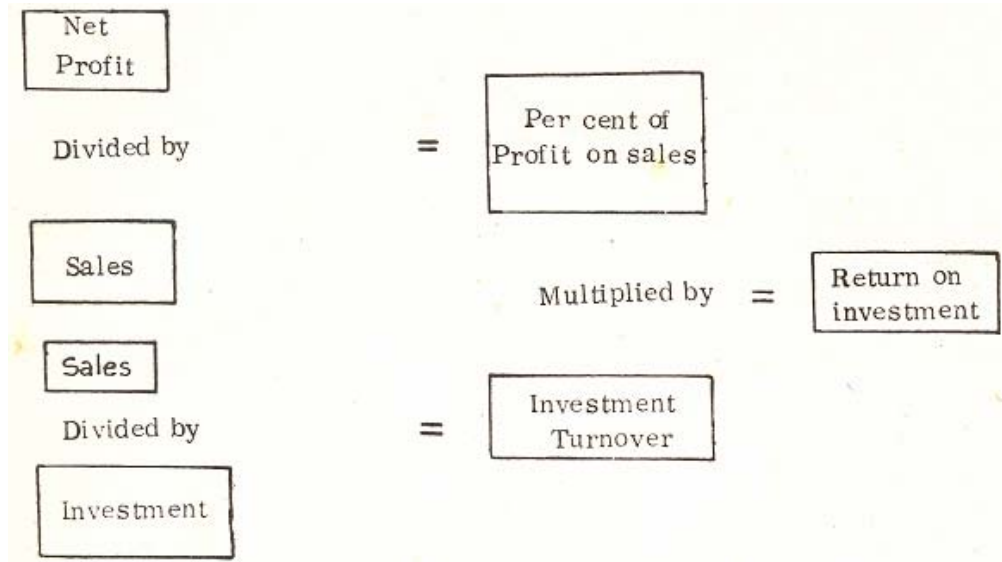 Net
Profit
Divided by
=
Per cent of
Profit on sales
Sales
Multiplied by
=
Return on
investment
Sales
Divided by
=
Investment
Turnover
Investment